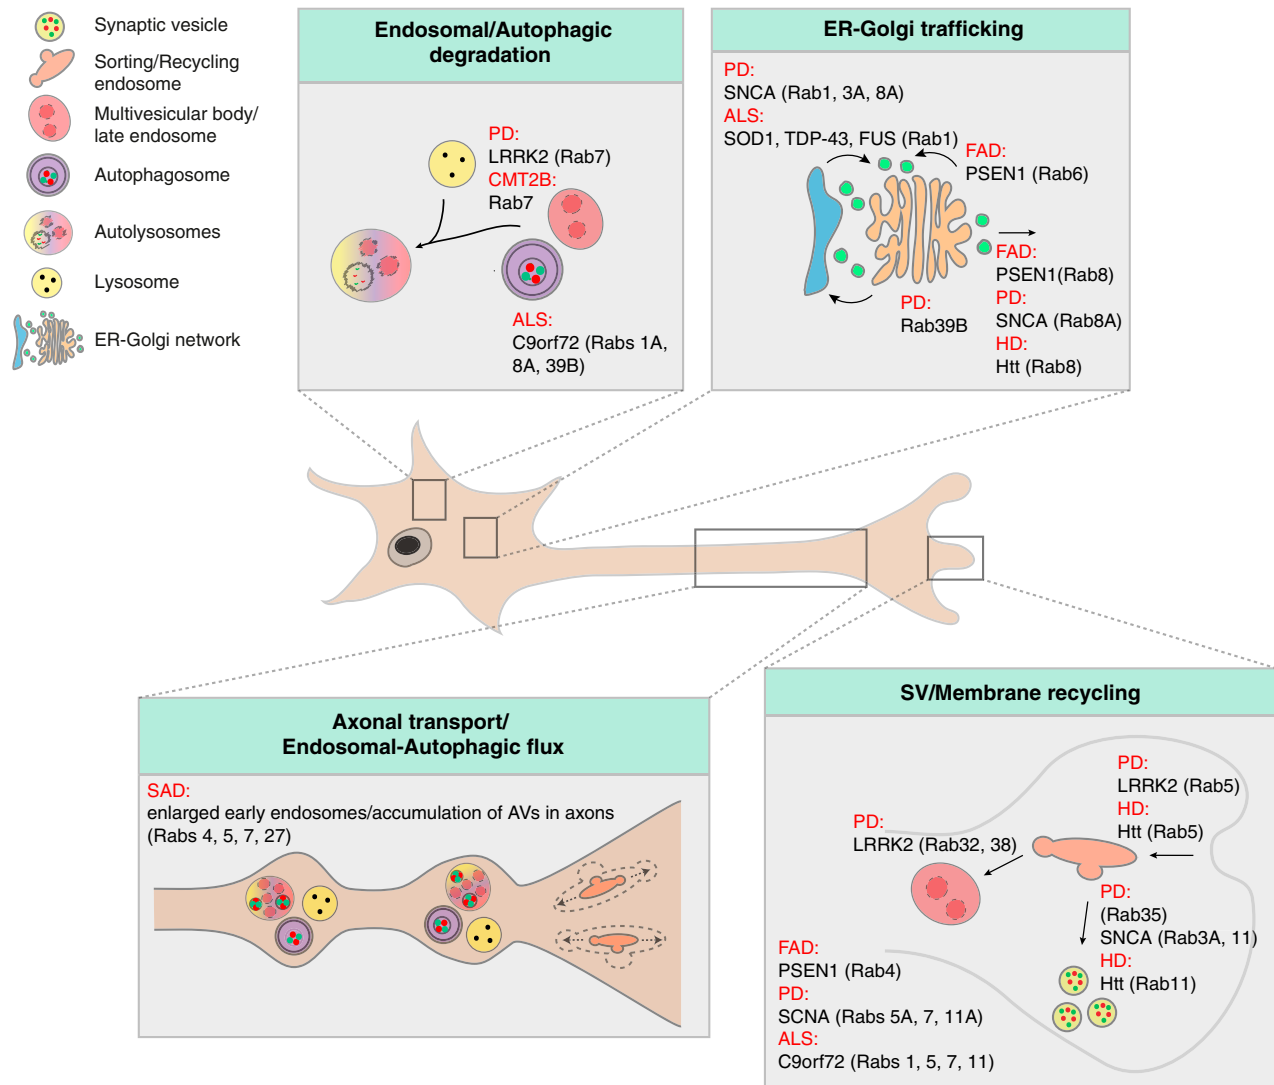 Synaptic vesicle
Sorting/Recycling
endosome
Multivesicular body/
late endosome
Autophagosome
Autolysosomes
Lysosome
ER-Golgi network
Endosomal/Autophagic
degradation
PD:
LRRK2 (Rab7)
CMT2B:
Rab7
ALS:
C9orf72 (Rabs 1A,
8A, 39B)
ER-Golgi trafficking
PD:
SNCA (Rab1, 3A, 8A)
ALS:
SOD1, TDP-43, FUS (Rab1)
FAD:
PSEN1 (Rab6)
FAD:
PSEN1(Rab8)
PD:
SNCA (Rab8A)
HD:
Htt (Rab8)
PD:
Rab39B
Axonal transport/
Endosomal-Autophagic flux
SAD:
enlarged early endosomes/accumulation of AVs in axons
(Rabs 4, 5, 7, 27)
SV/Membrane recycling
PD:
LRRK2 (Rab5)
HD:
Htt (Rab5)
PD:
LRRK2 (Rab32, 38)
PD:
(Rab35)
SNCA (Rab3A, 11)
HD:
Htt (Rab11)
FAD:
PSEN1 (Rab4)
PD:
SCNA (Rabs 5A, 7, 11A)
ALS:
C9orf72 (Rabs 1, 5, 7, 11)